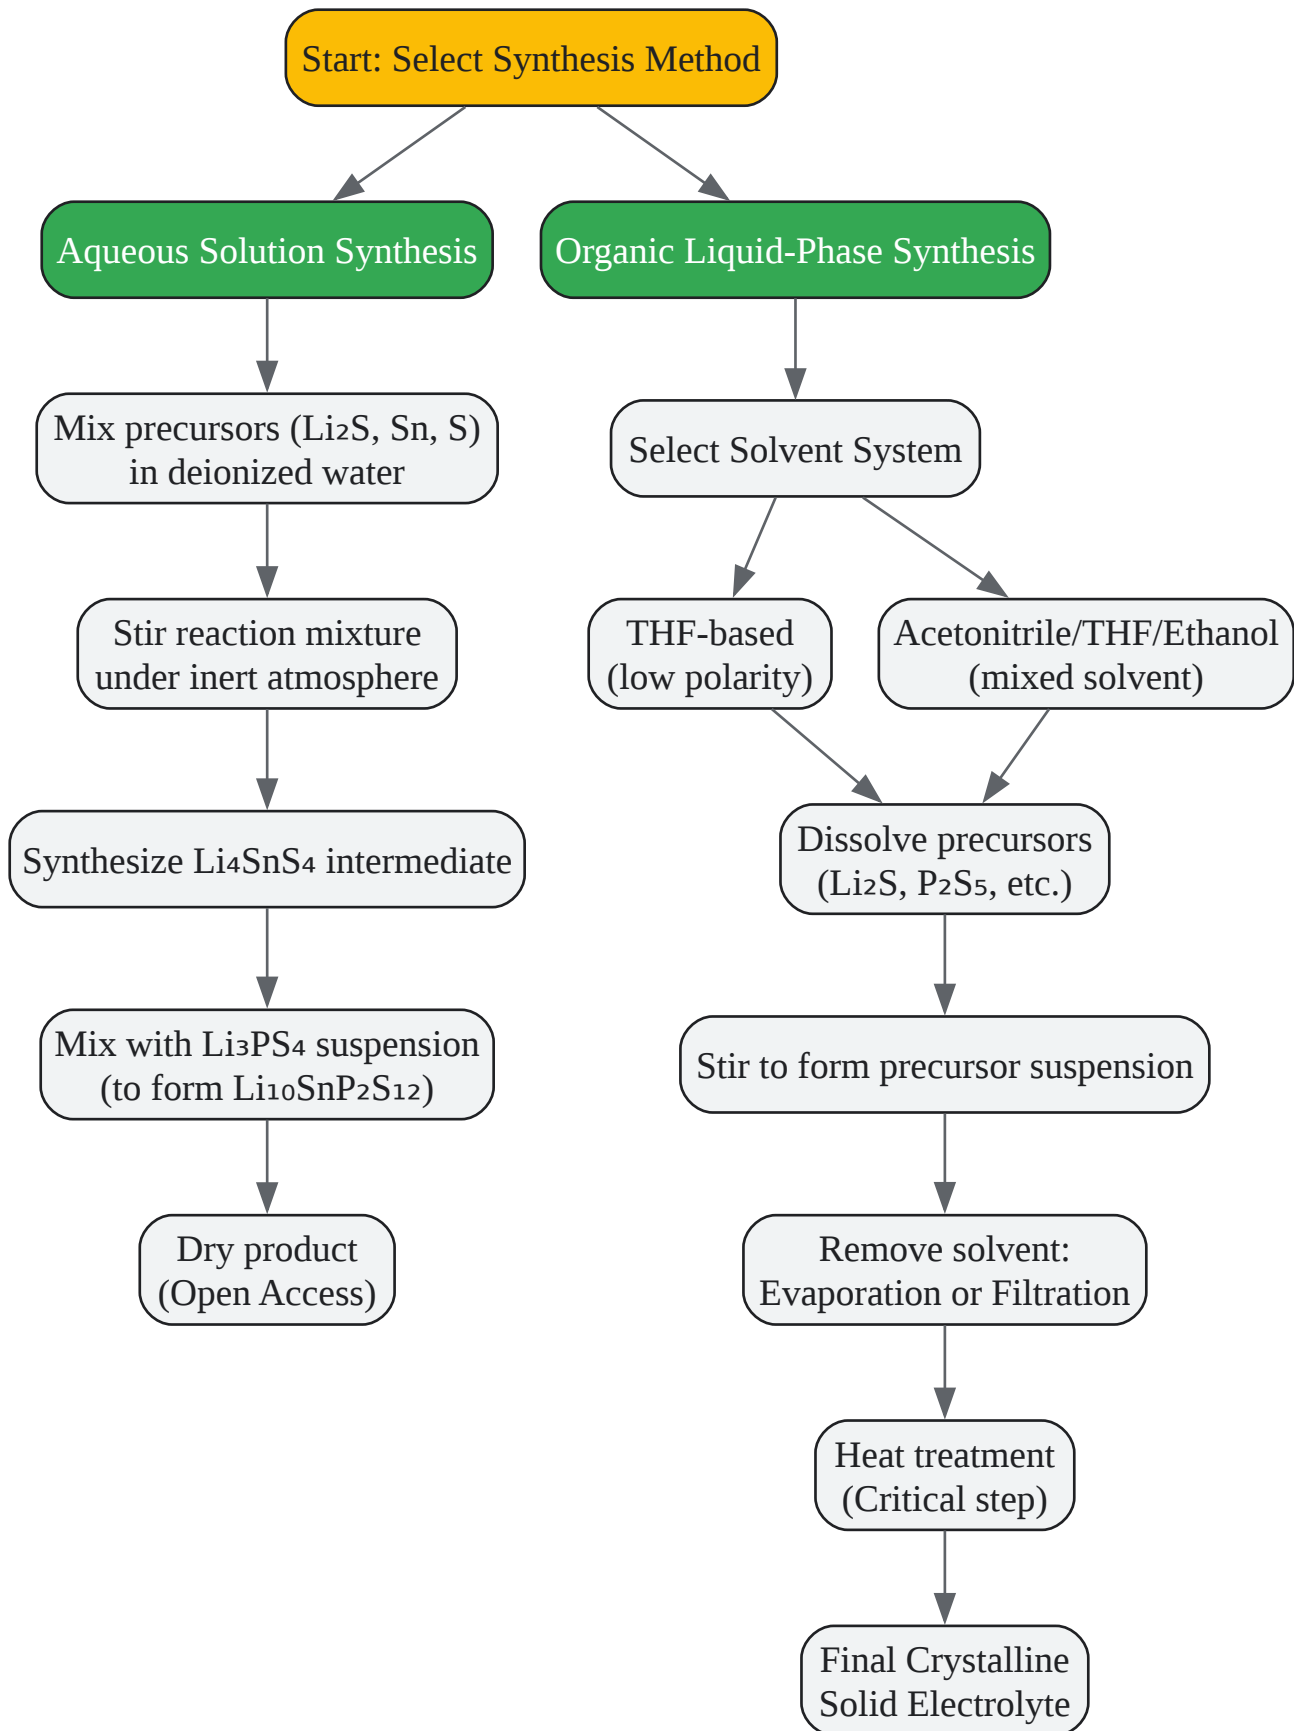 Start: Select Synthesis Method
Aqueous Solution Synthesis
Organic Liquid-Phase Synthesis
Mix precursors (Li₂S, Sn, S)
in deionized water
Select Solvent System
Stir reaction mixture
under inert atmosphere
THF-based
(low polarity)
Acetonitrile/THF/Ethanol
(mixed solvent)
Synthesize Li₄SnS₄ intermediate
Dissolve precursors
(Li₂S, P₂S₅, etc.)
Mix with Li₃PS₄ suspension
(to form Li₁₀SnP₂S₁₂)
Stir to form precursor suspension
Dry product
(Open Access)
Remove solvent:
Evaporation or Filtration
Heat treatment
(Critical step)
Final Crystalline
Solid Electrolyte